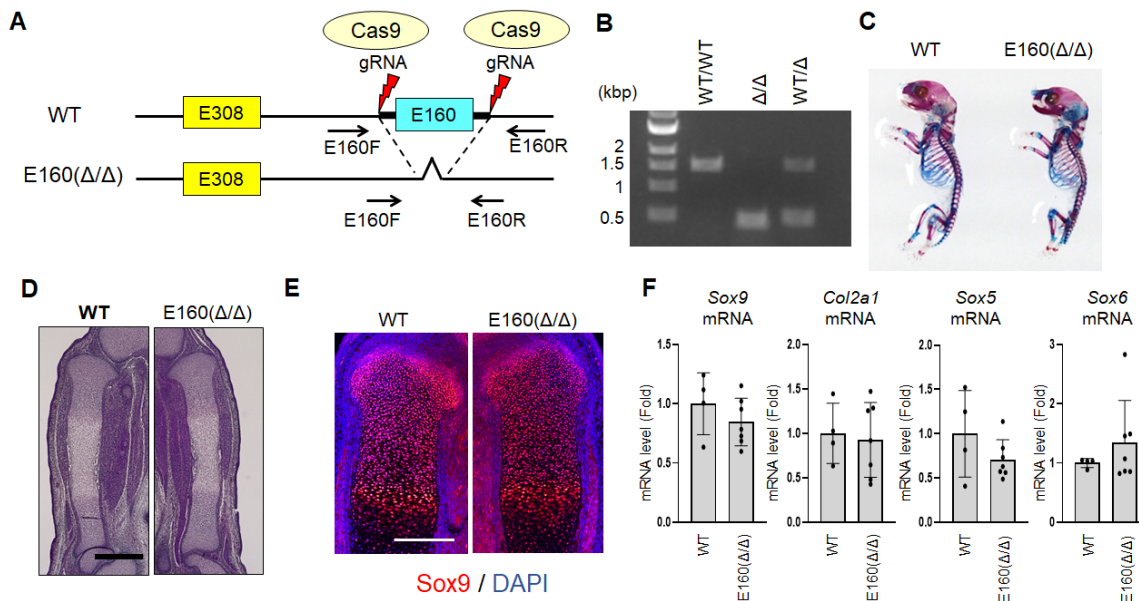 A
Cas9
Cas9
gRNA
gRNA
WT
E308
E160
E160F
E160R
E160(Δ/Δ)
E308
E160F
E160R
B
WT/WT
Δ/Δ
WT/Δ
(kbp)
2
1.5
1
0.5
C
WT
E160(Δ/Δ)
D
WT
E160(Δ/Δ)
E
WT
E160(Δ/Δ)
Sox9 / DAPI
F
Sox9
mRNA
mRNA level (Fold)
1.5
1.0
0.5
0.0
WT
E160(Δ/Δ)
Col2a1
mRNA
mRNA level (Fold)
2.0
1.5
1.0
0.5
0.0
WT
E160(Δ/Δ)
Sox5
mRNA
mRNA level (Fold)
2.0
1.5
1.0
0.5
0.0
WT
E160(Δ/Δ)
Sox6
mRNA
mRNA level (Fold)
3
2
1
0
WT
E160(Δ/Δ)